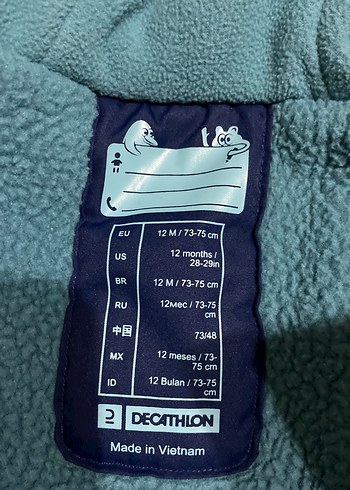 EU 12 M / 73-75 cm
US 12 months /
28-29in
BR 12 M / 73-75 cm
RU 12мес / 73-75
cm
中国 73/48
MX 12 meses / 73-
75 cm
ID 12 Bulan / 73-75
cm
DECATHLON
Made in Vietnam